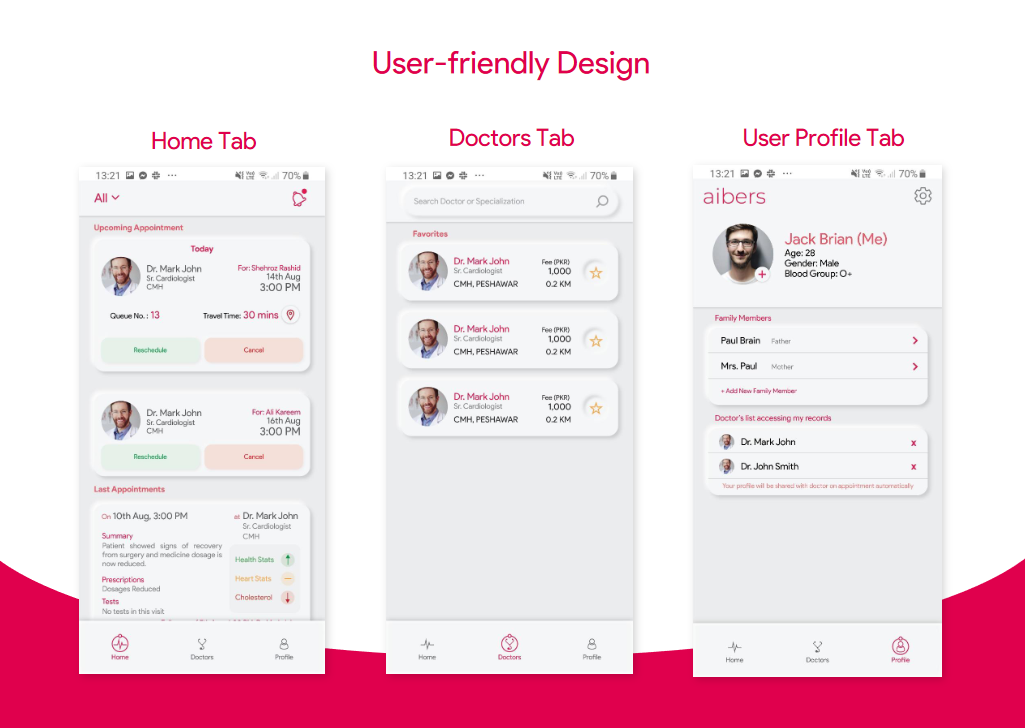 User-friendly Design
Home Tab
13:21
70%
All
Upcoming Appointment
Today
Dr. Mark John
Sr. Cardiologist
CMH
For: Shehroz Rashid
14th Aug
3:00 PM
Queue No. : 13
Travel Time: 30 mins
Reschedule
Cancel
Dr. Mark John
Sr. Cardiologist
CMH
For: Ali Kareem
16th Aug
3:00 PM
Reschedule
Cancel
Last Appointments
On 10th Aug, 3:00 PM
at Dr. Mark John
Sr. Cardiologist
CMH
Summary
Patient showed signs of recovery
from surgery and medicine dosage is
now reduced.
Prescriptions
Dosages Reduced
Tests
No tests in this visit
Health Stats
Heart Stats
Cholesterol
Home
Doctors
Profile
Doctors Tab
13:21
70%
Search Doctor or Specialization
Favorites
Dr. Mark John
Sr. Cardiologist
CMH, PESHAWAR
Fee (PKR)
1,000
0.2 KM
Dr. Mark John
Sr. Cardiologist
CMH, PESHAWAR
Fee (PKR)
1,000
0.2 KM
Dr. Mark John
Sr. Cardiologist
CMH, PESHAWAR
Fee (PKR)
1,000
0.2 KM
Home
Doctors
Profile
User Profile Tab
13:21
70%
aibers
Jack Brian (Me)
Age: 28
Gender: Male
Blood Group: O+
Family Members
Paul Brain Father
Mrs. Paul Mother
+ Add New Family Member
Doctor's list accessing my records
Dr. Mark John x
Dr. John Smith x
Your profile will be shared with doctor on appointment automatically
Home
Doctors
Profile